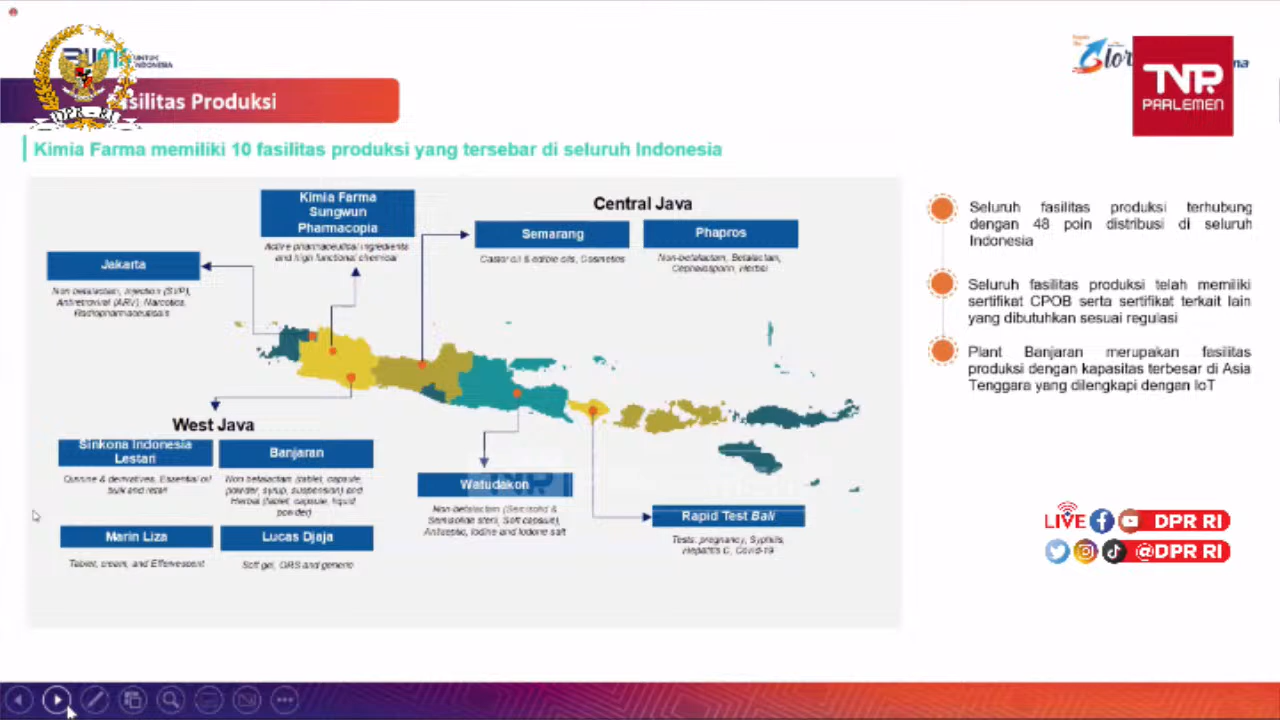 BUMN UNTUK
INDONESIA
TVR
PARLEMEN
DPR-RI
silitas Produksi
Kimia Farma memiliki 10 fasilitas produksi yang tersebar di seluruh Indonesia
Kimia Farma
Sungwun
Pharmacopia
Active pharmaceutical ingredients
and high functional chemical
Central Java
Semarang
Castor oil & edible oils, Cosmetics
Phapros
Non-betalactam, Betalactam,
Cephalosporin, Herbal
Jakarta
Non betalactam, Injection (SVP),
Antiretroviral (ARV), Narcotics,
Radiopharmaceuticals
West Java
Sinkona Indonesia
Lestari
Quinine & derivatives, Essential oil
bulk and retail
Banjaran
Non betalactam (tablet, capsule,
powder, syrup, suspension) and
Herbal (tablet, capsule, liquid
powder)
Marin Liza
Tablet, cream, and Effervescent
Lucas Djaja
Soft gel, ORS and generic
Watudakon
Non-betalactam (Semisolid &
Semisolide steril, Soft capsule),
Antiseptic, Iodine and Iodone salt
Rapid Test Bali
Tests: pregnancy, Syphilis,
Hepatitis C, Covid-19
Seluruh fasilitas produksi terhubung
dengan 48 poin distribusi di seluruh
Indonesia
Seluruh fasilitas produksi telah memiliki
sertifikat CPOB serta sertifikat terkait lain
yang dibutuhkan sesuai regulasi
Plant Banjaran merupakan fasilitas
produksi dengan kapasitas terbesar di Asia
Tenggara yang dilengkapi dengan IoT
LIVE DPR RI
@DPR RI